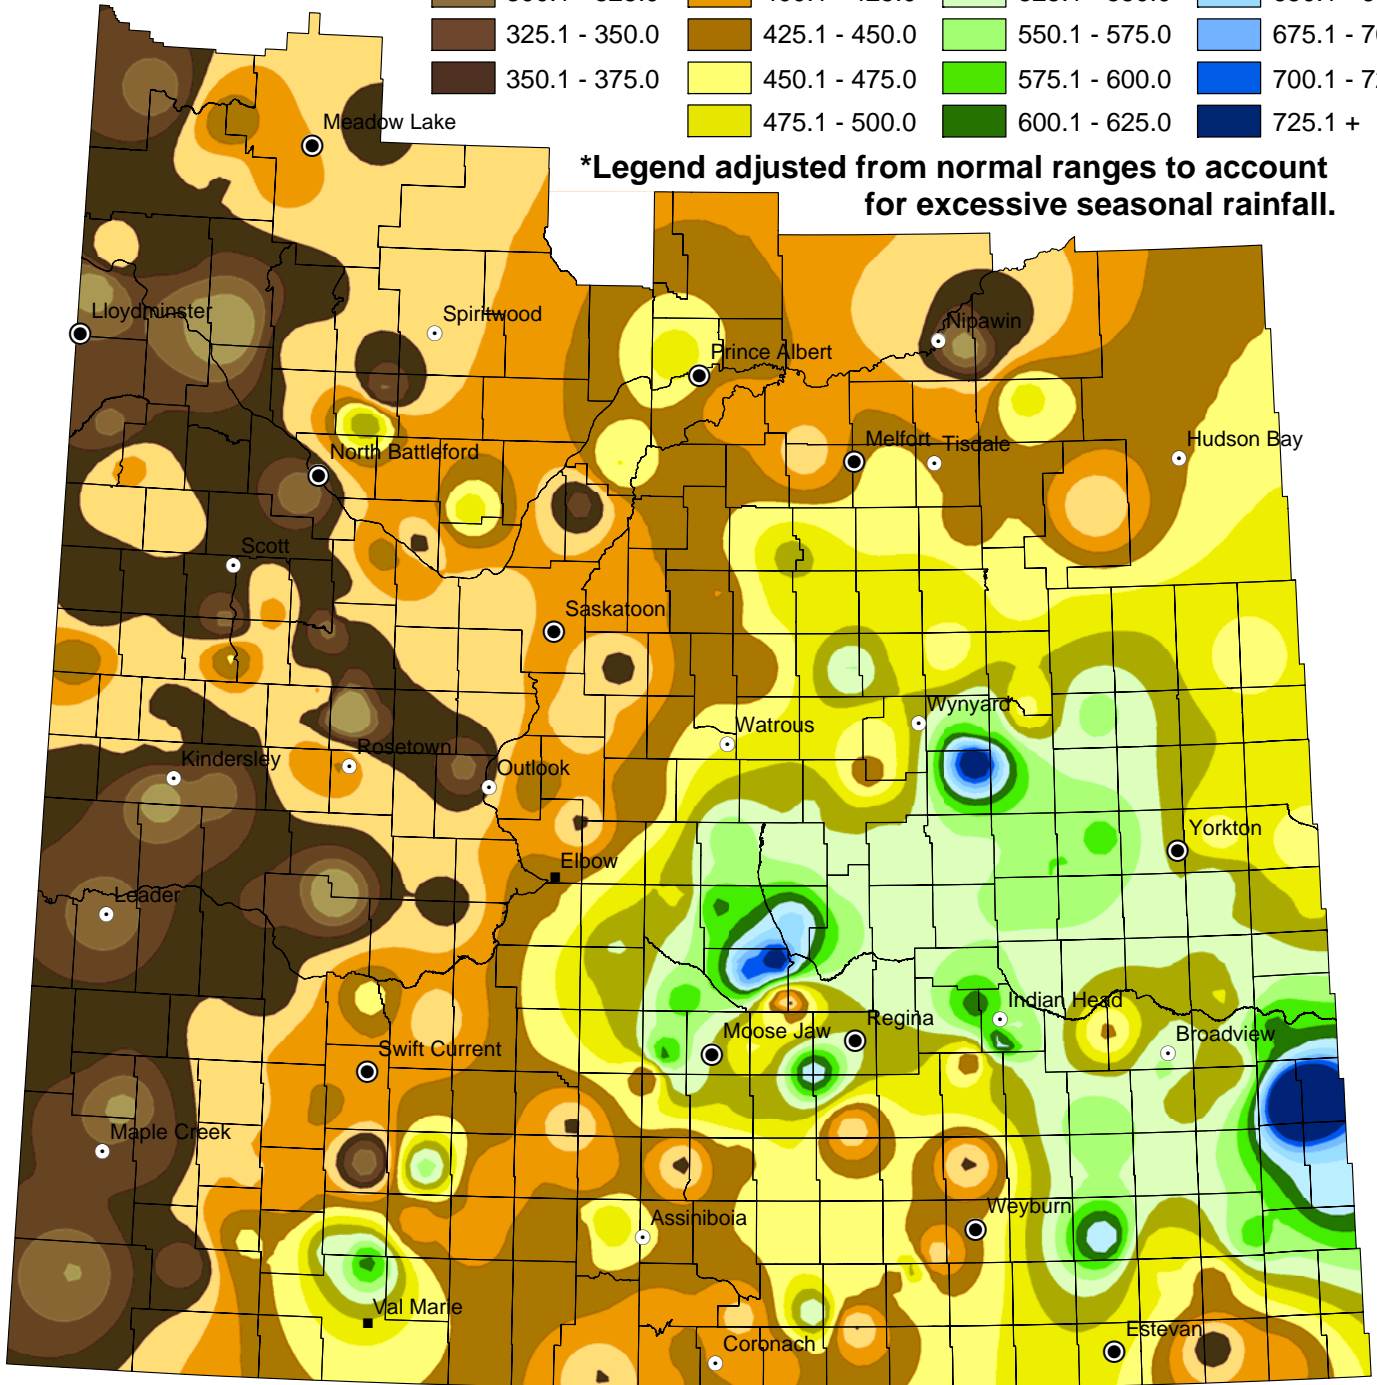 325.1 - 350.0
425.1 - 450.0
550.1 - 575.0
350.1 - 375.0
450.1 - 475.0
575.1 - 600.0
475.1 - 500.0
600.1 - 625.0
725.1 +
*Legend adjusted from normal ranges to account
for excessive seasonal rainfall.
Meadow Lake
Lloydminster
Spiritwood
Nipawin
Prince Albert
North Battleford
Melfort
Tisdale
Hudson Bay
Scott
Saskatoon
Wynyard
Watrous
Kindersley
Rosetown
Outlook
Yorkton
Elbow
Leader
Indian Head
Regina
Moose Jaw
Broadview
Swift Current
Maple Creek
Assiniboia
Weyburn
Val Marie
Estevan
Coronach